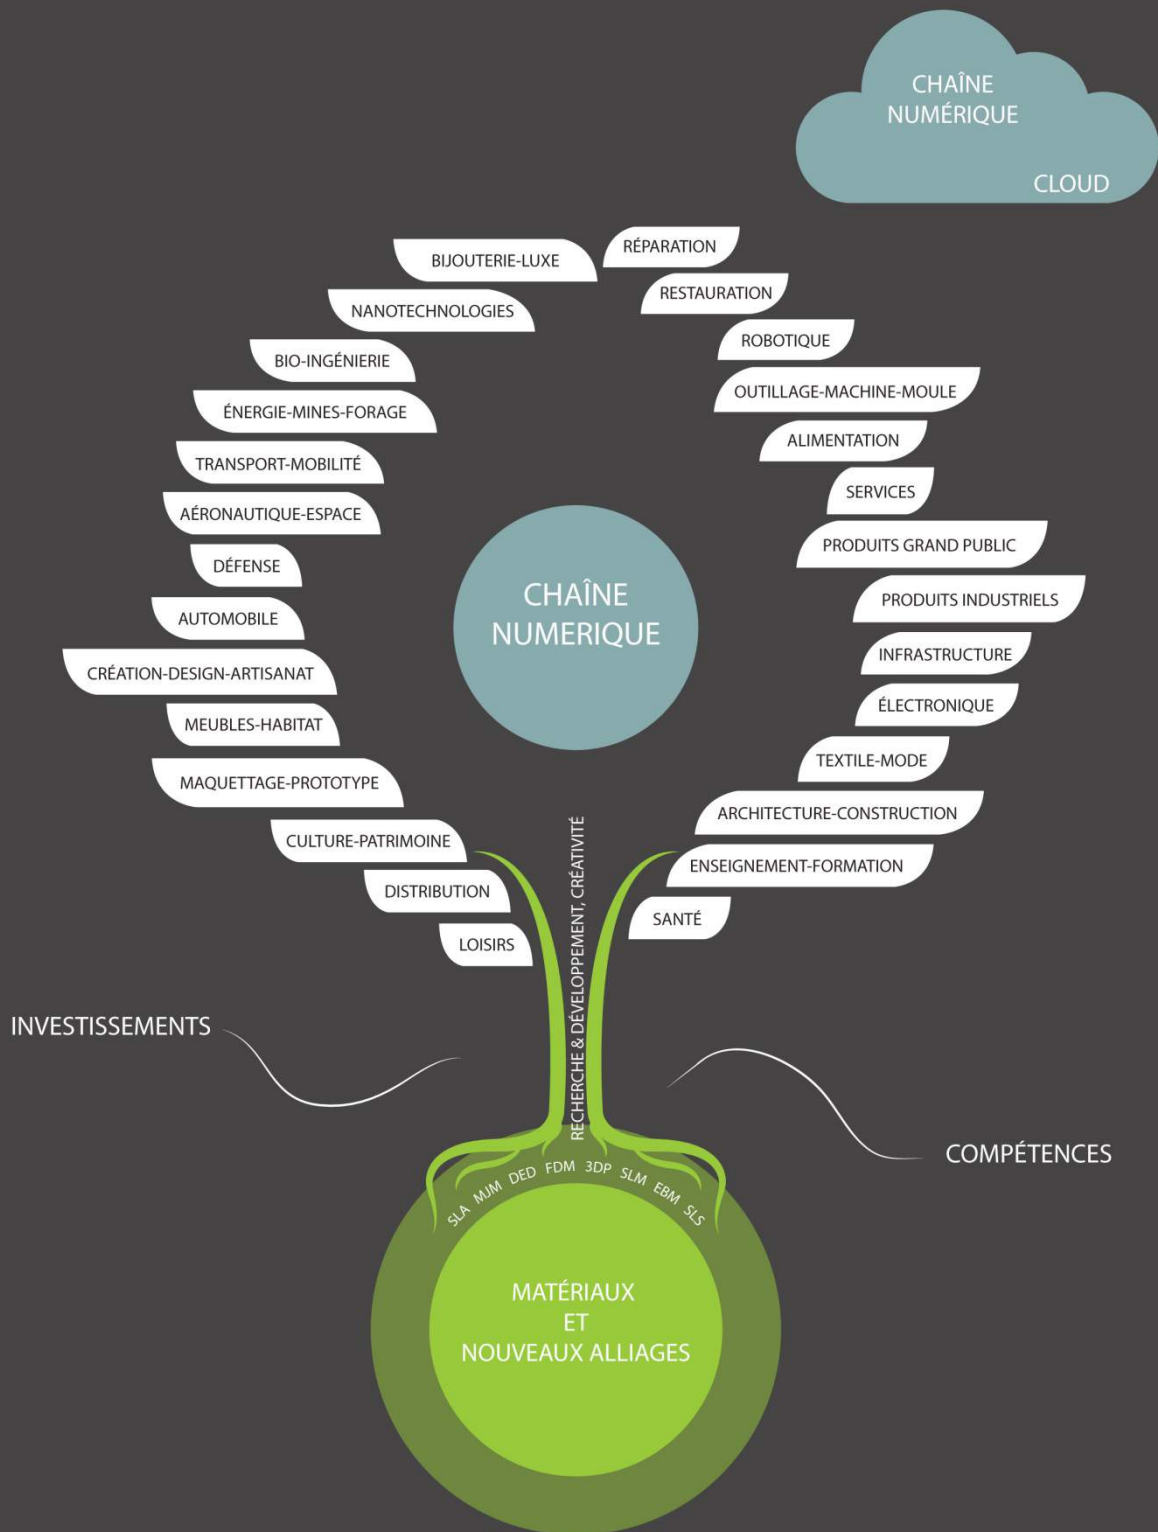 CHAÎNE
NUMÉRIQUE
CLOUD
BIJOUTERIE-LUXE
NANOTECHNOLOGIES
BIO-INGÉNIERIE
ÉNERGIE-MINES-FORAGE
TRANSPORT-MOBILITÉ
AÉRONAUTIQUE-ESPACE
DÉFENSE
AUTOMOBILE
CRÉATION-DESIGN-ARTISANAT
MEUBLES-HABITAT
MAQUETTAGE-PROTOTYPE
CULTURE-PATRIMOINE
DISTRIBUTION
LOISIRS
RÉPARATION
RESTAURATION
ROBOTIQUE
OUTILLAGE-MACHINE-MOULE
ALIMENTATION
SERVICES
PRODUITS GRAND PUBLIC
PRODUITS INDUSTRIELS
INFRASTRUCTURE
ÉLECTRONIQUE
TEXTILE-MODE
ARCHITECTURE-CONSTRUCTION
ENSEIGNEMENT-FORMATION
SANTÉ
CHAÎNE
NUMERIQUE
RECHERCHE & DÉVELOPPEMENT, CRÉATIVITÉ
INVESTISSEMENTS
COMPÉTENCES
SLA MJM DED FDM 3DP SLM EBM SLS
MATÉRIAUX
ET
NOUVEAUX ALLIAGES